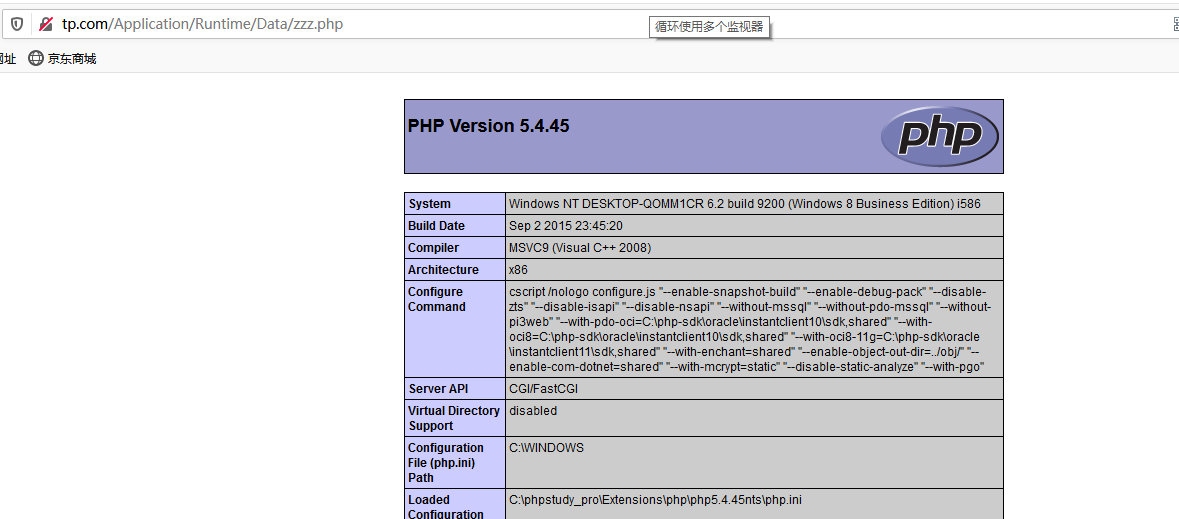 tp.com/Application/Runtime/Data/zzz.php
循环使用多个监视器
网址 京东商城
PHP Version 5.4.45
php
System Windows NT DESKTOP-QOMM1CR 6.2 build 9200 (Windows 8 Business Edition) i586
Build Date Sep 2 2015 23:45:20
Compiler MSVC9 (Visual C++ 2008)
Architecture x86
Configure cscript /nologo configure.js "--enable-snapshot-build" "--enable-debug-pack" "--disable-
Command zts" "--disable-isapi" "--disable-nsapi" "--without-mssql" "--without-pdo-mssql" "--without-
pi3web" "--with-pdo-oci=C:\php-sdk\oracle\instantclient10\sdk,shared" "--with-
oci8=C:\php-sdk\oracle\instantclient10\sdk,shared" "--with-oci8-11g=C:\php-sdk\oracle
\instantclient11\sdk,shared" "--with-enchant=shared" "--enable-object-out-dir=../obj/" "--
enable-com-dotnet=shared" "--with-mcrypt=static" "--disable-static-analyze" "--with-pgo"
Server API CGI/FastCGI
Virtual Directory disabled
Support
Configuration C:\WINDOWS
File (php.ini)
Path
Loaded C:\phpstudy_pro\Extensions\php\php5.4.45nts\php.ini
Configuration